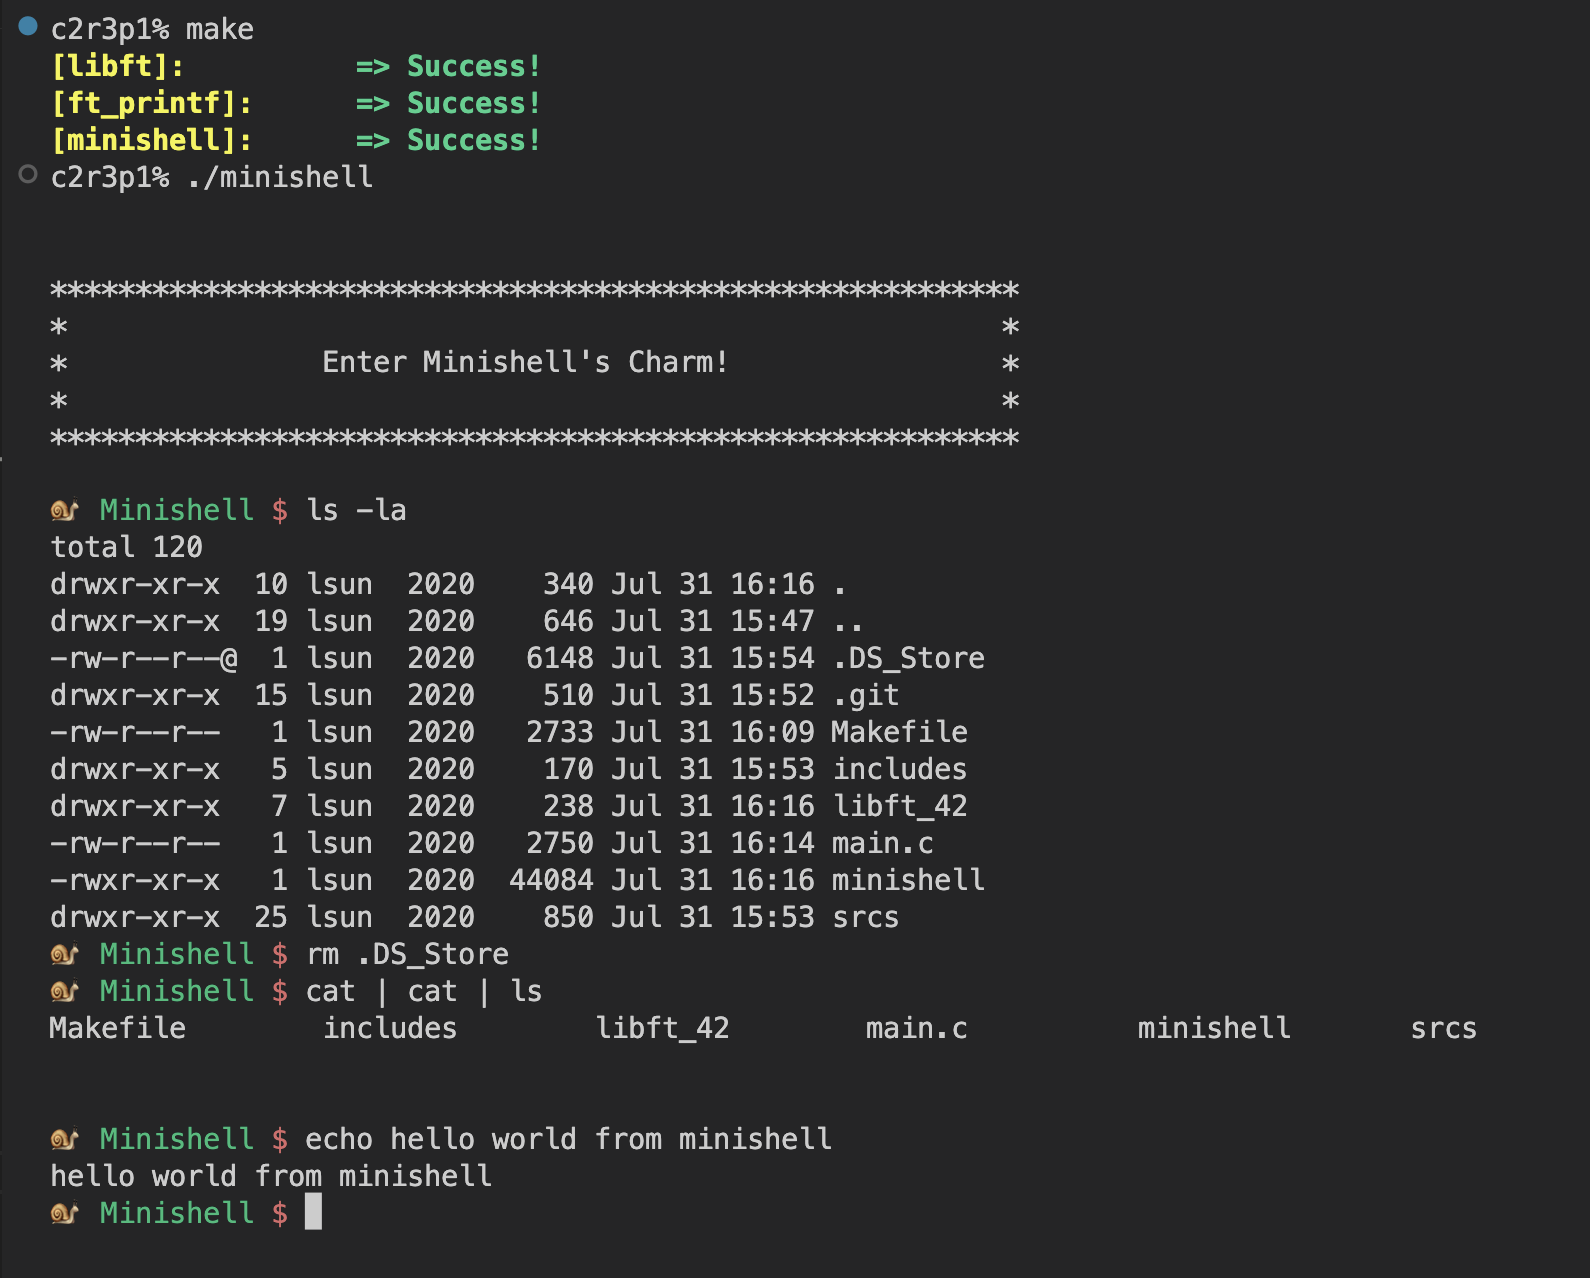 c2r3p1% make
[libft]:          => Success!
[ft_printf]:      => Success!
[minishell]:      => Success!
c2r3p1% ./minishell
**********************************************************
*                                                        *
*               Enter Minishell's Charm!                *
*                                                        *
**********************************************************
🐌 Minishell $ ls -la
total 120
drwxr-xr-x  10 lsun  2020    340 Jul 31 16:16 .
drwxr-xr-x  19 lsun  2020    646 Jul 31 15:47 ..
-rw-r--r--@  1 lsun  2020   6148 Jul 31 15:54 .DS_Store
drwxr-xr-x  15 lsun  2020    510 Jul 31 15:52 .git
-rw-r--r--   1 lsun  2020   2733 Jul 31 16:09 Makefile
drwxr-xr-x   5 lsun  2020    170 Jul 31 15:53 includes
drwxr-xr-x   7 lsun  2020    238 Jul 31 16:16 libft_42
-rw-r--r--   1 lsun  2020   2750 Jul 31 16:14 main.c
-rwxr-xr-x   1 lsun  2020  44084 Jul 31 16:16 minishell
drwxr-xr-x  25 lsun  2020    850 Jul 31 15:53 srcs
🐌 Minishell $ rm .DS_Store
🐌 Minishell $ cat | cat | ls
Makefile        includes        libft_42        main.c          minishell       srcs
🐌 Minishell $ echo hello world from minishell
hello world from minishell
🐌 Minishell $